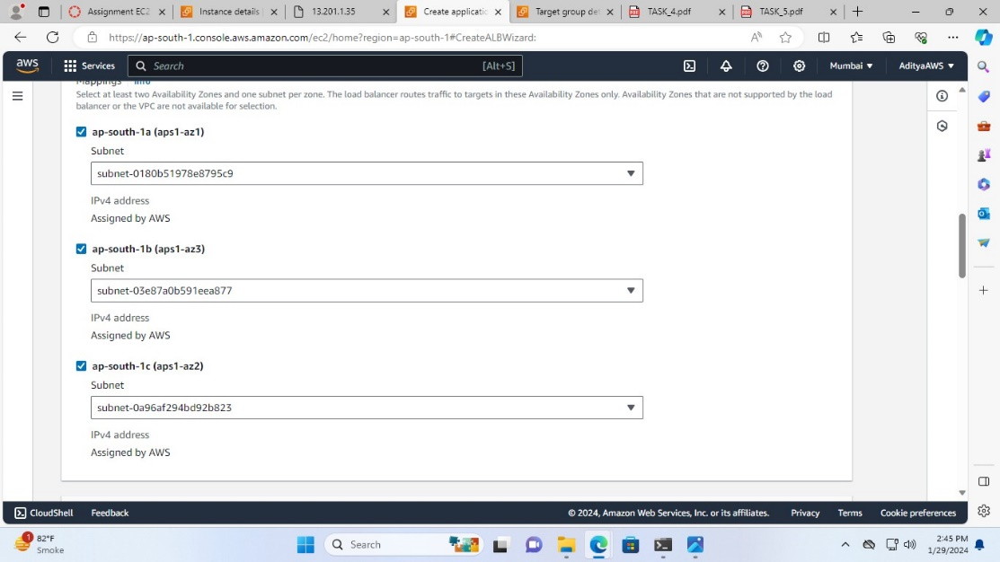 Assignment EC2
Instance details
13.201.1.35
Create applicatio
Target group de
TASK_4.pdf
TASK_5.pdf
https://ap-south-1.console.aws.amazon.com/ec2/home?region=ap-south-1#CreateALBWizard:
aws
Services
Search
[Alt+S]
Mumbai
AdityaAWS
Mappings Info
Select at least two Availability Zones and one subnet per zone. The load balancer routes traffic to targets in these Availability Zones only. Availability Zones that are not supported by the load
balancer or the VPC are not available for selection.
ap-south-1a (aps1-az1)
Subnet
subnet-0180b51978e8795c9
IPv4 address
Assigned by AWS
ap-south-1b (aps1-az3)
Subnet
subnet-03e87a0b591eea877
IPv4 address
Assigned by AWS
ap-south-1c (aps1-az2)
Subnet
subnet-0a96af294bd92b823
IPv4 address
Assigned by AWS
CloudShell
Feedback
© 2024, Amazon Web Services, Inc. or its affiliates.
Privacy
Terms
Cookie preferences
1
82°F
Smoke
Search
2:45 PM
1/29/2024